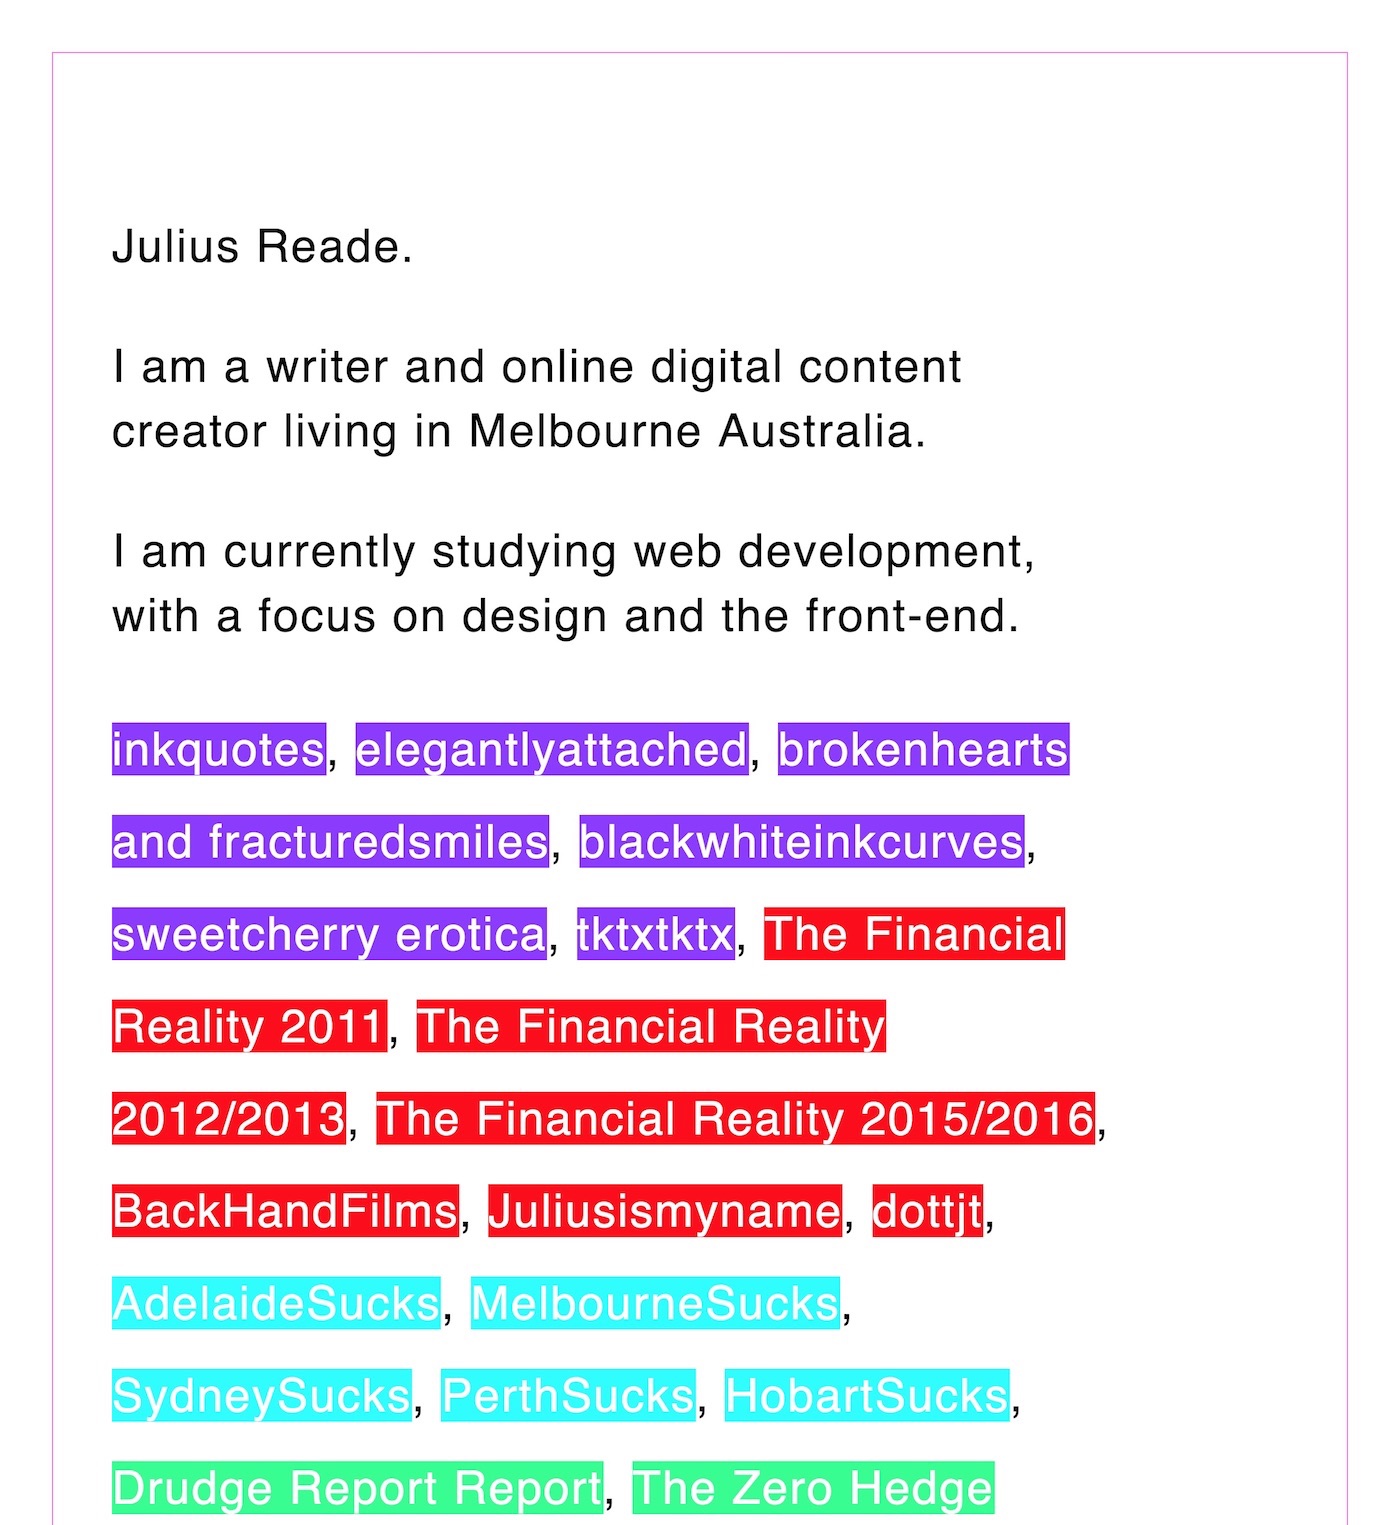 Julius Reade.
I am a writer and online digital content
creator living in Melbourne Australia.
I am currently studying web development,
with a focus on design and the front-end.
inkquotes, elegantlyattached, brokenhearts
and fracturedsmiles, blackwhiteinkcurves,
sweetcherry erotica, tktxtktx, The Financial
Reality 2011, The Financial Reality
2012/2013, The Financial Reality 2015/2016,
BackHandFilms, Juliusismyname, dottjt,
AdelaideSucks, MelbourneSucks,
SydneySucks, PerthSucks, HobartSucks,
Drudge Report Report, The Zero Hedge